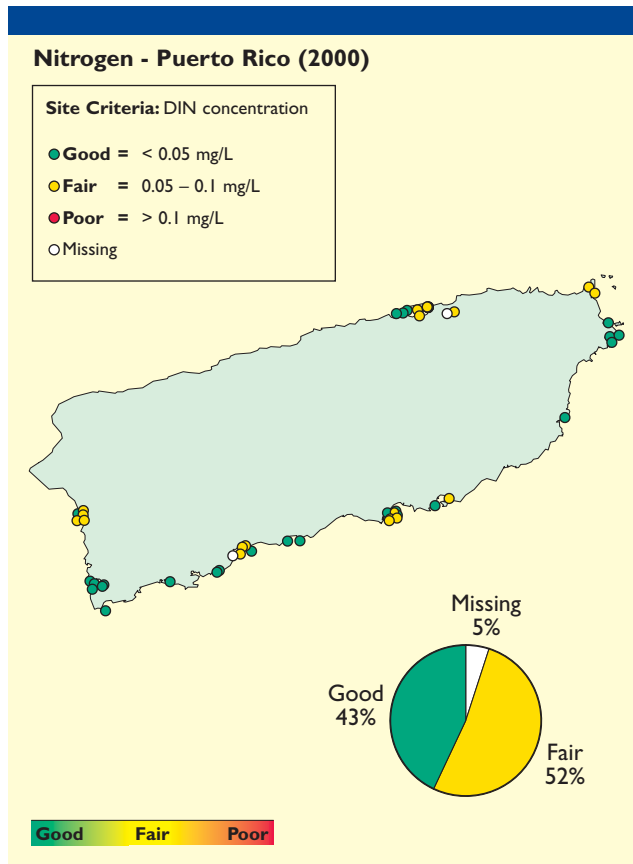 Nitrogen - Puerto Rico (2000)
Site Criteria: DIN concentration
Good = < 0.05 mg/L
Fair = 0.05 – 0.1 mg/L
Poor = > 0.1 mg/L
Missing
Missing
5%
Good
43%
Fair
52%
Good Fair Poor